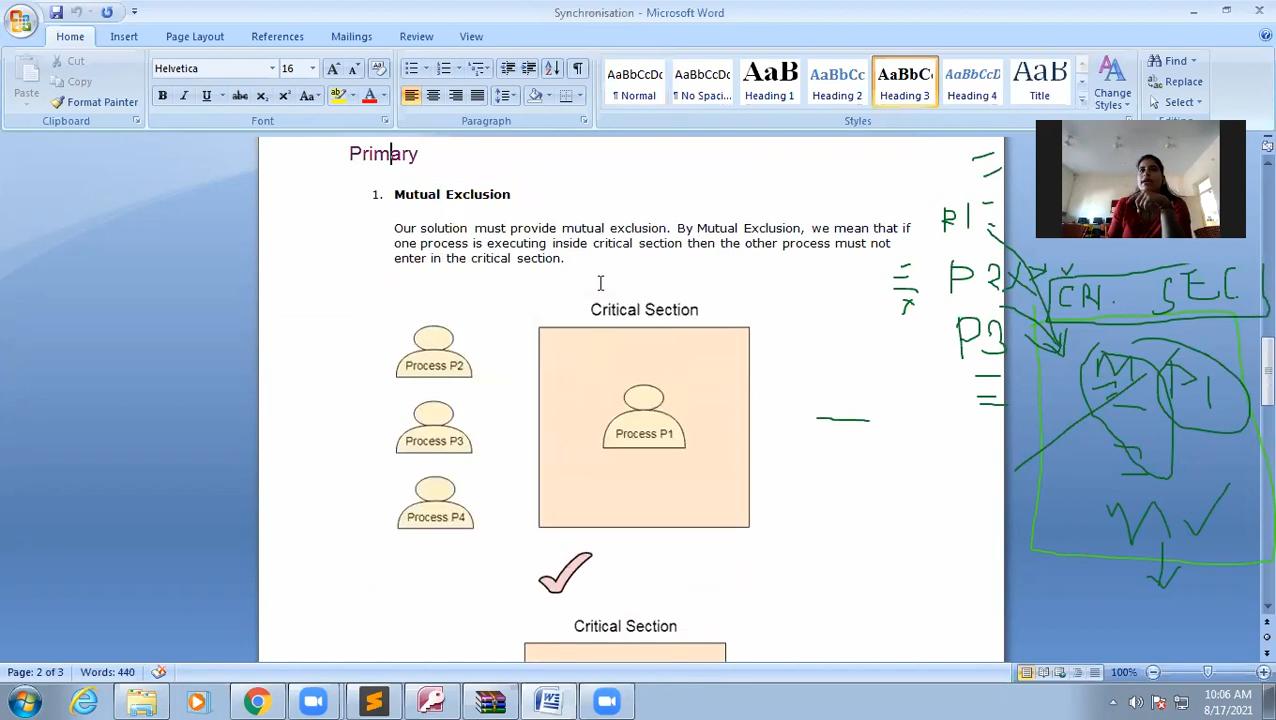 Synchronisation - Microsoft Word
Home Insert Page Layout References Mailings Review View
Cut
Copy
Paste
Format Painter
Clipboard
Helvetica 16
Font
Paragraph
AaBbCcDc AaBbCcDc AaB AaBbCc AaBbC AaBbCcD AaB
¶ Normal ¶ No Spaci... Heading 1 Heading 2 Heading 3 Heading 4 Title
Styles
Change Styles
Find
Replace
Select
Editing
Primary
1. Mutual Exclusion
Our solution must provide mutual exclusion. By Mutual Exclusion, we mean that if
one process is executing inside critical section then the other process must not
enter in the critical section.
Critical Section
Process P2
Process P3
Process P4
Process P1
Critical Section
P1
P2
P3
CR. SEC
M
P1
M
Page: 2 of 3 Words: 440
100%
10:06 AM
8/17/2021